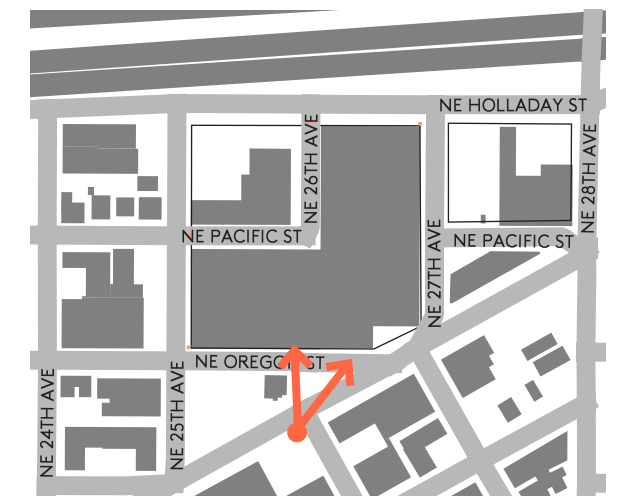 NE HOLLADAY ST
NE 26TH AVE
NE 28TH AVE
NE PACIFIC ST
NE PACIFIC ST
NE 27TH AVE
NE OREGON ST
NE 24TH AVE
NE 25TH AVE